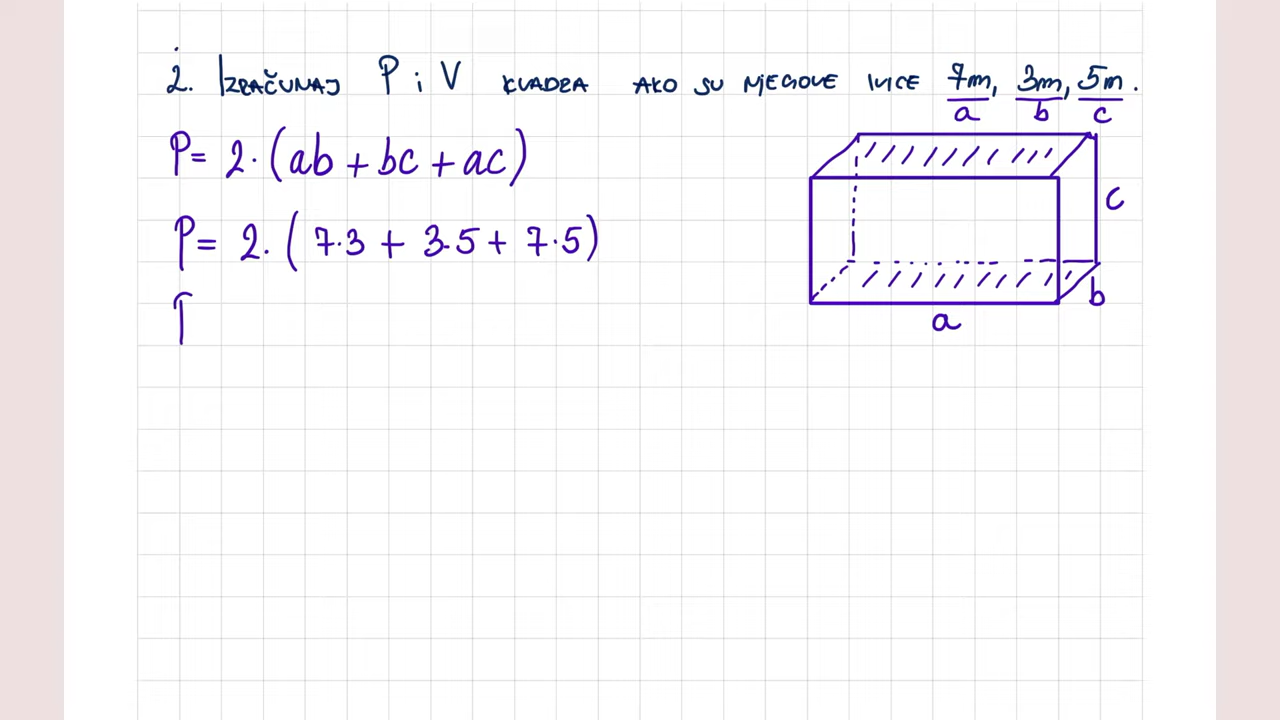 2. IZRAČUNAJ P i V KVADRA AKO SU NJEGOVE IVICE 7m, 3m, 5m.
a b c
P = 2·(ab + bc + ac)
P = 2·(7·3 + 3·5 + 7·5)
c
b
a